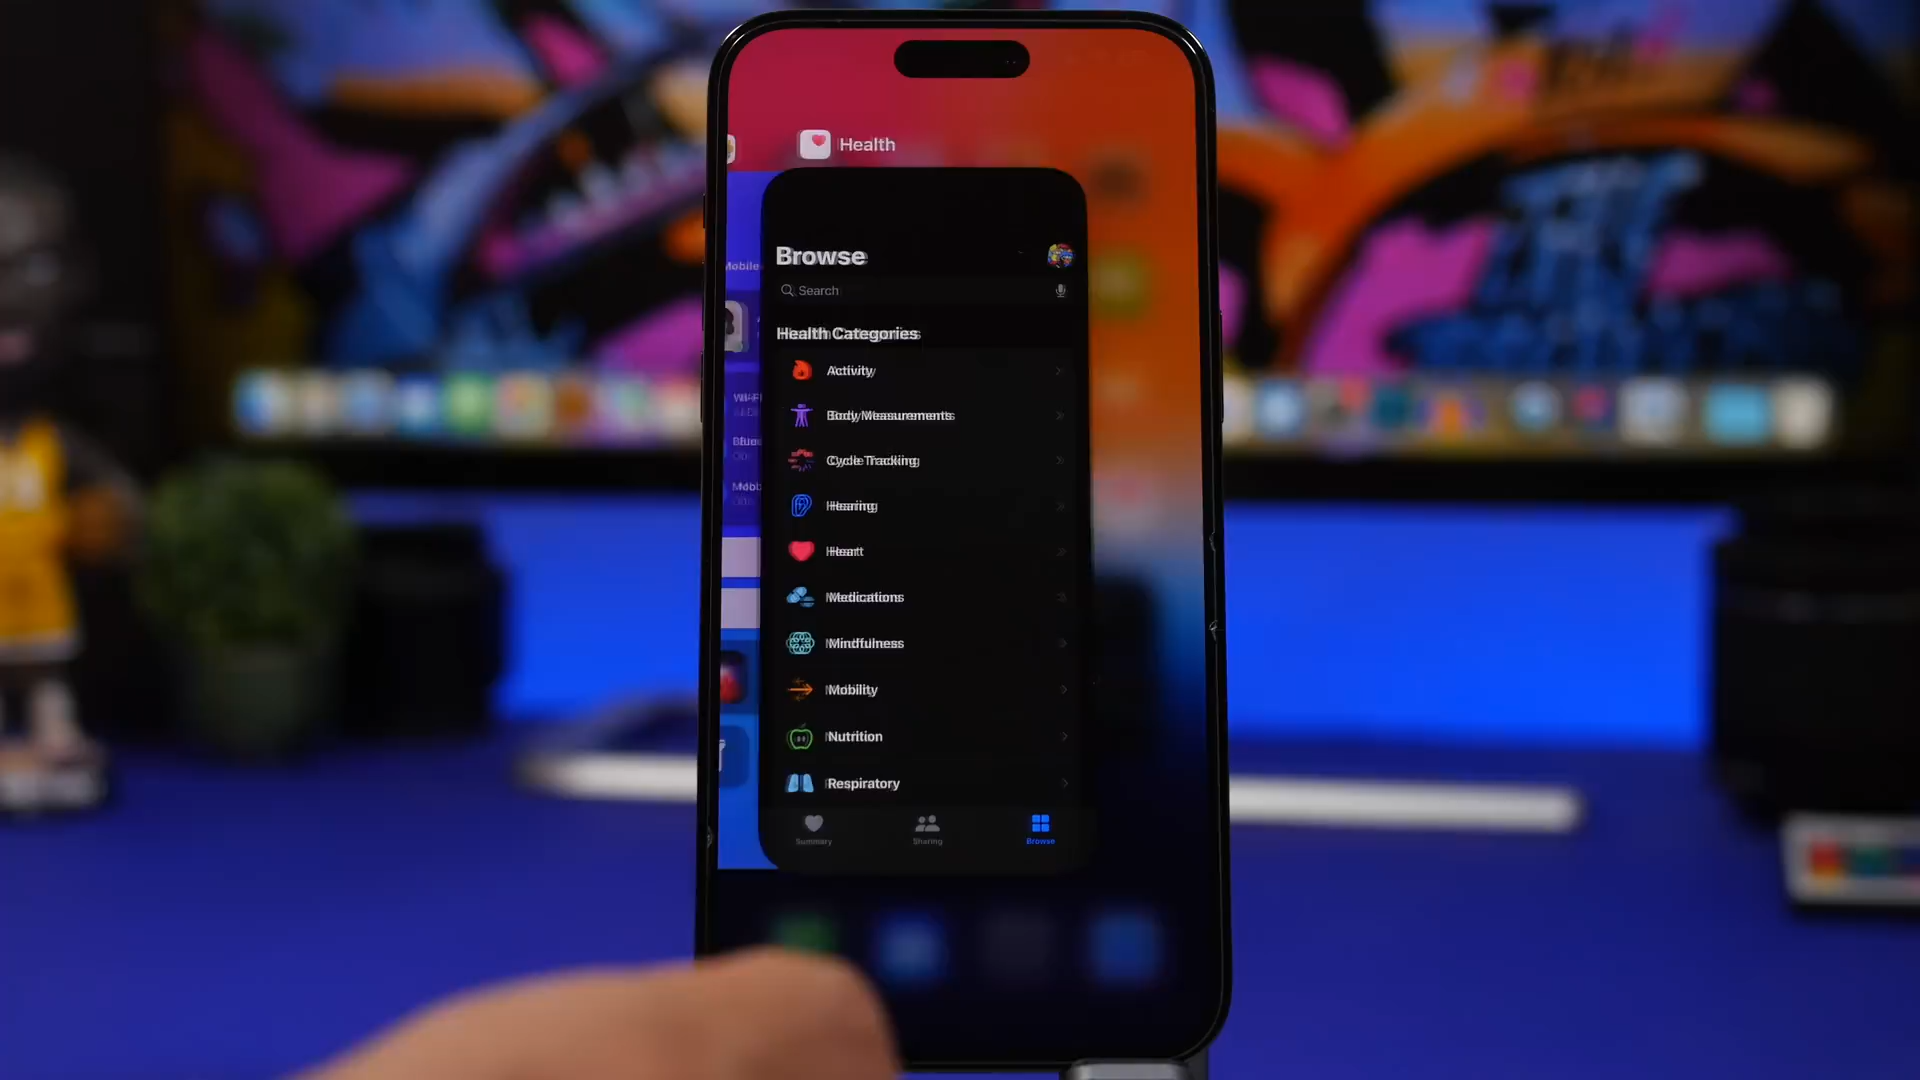 Health
Mobile
Browse
Search
Health Categories
Activity
Body Measurements
Cycle Tracking
Hearing
Heart
Medications
Mindfulness
Mobility
Nutrition
Respiratory
Summary
Sharing
Browse